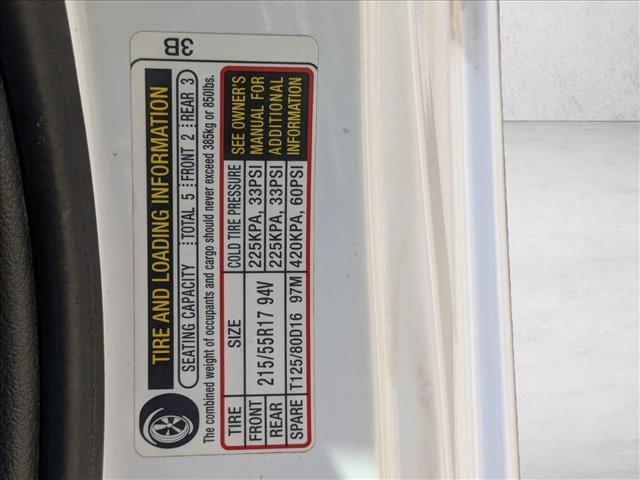 3B
TIRE AND LOADING INFORMATION
SEATING CAPACITY TOTAL 5 FRONT 2 REAR 3
The combined weight of occupants and cargo should never exceed 385kg or 850lbs.
TIRE SIZE COLD TIRE PRESSURE
FRONT 215/55R17 94V 225KPA, 33PSI
REAR 225KPA, 33PSI
SPARE T125/80D16 97M 420KPA, 60PSI
SEE OWNER'S
MANUAL FOR
ADDITIONAL
INFORMATION